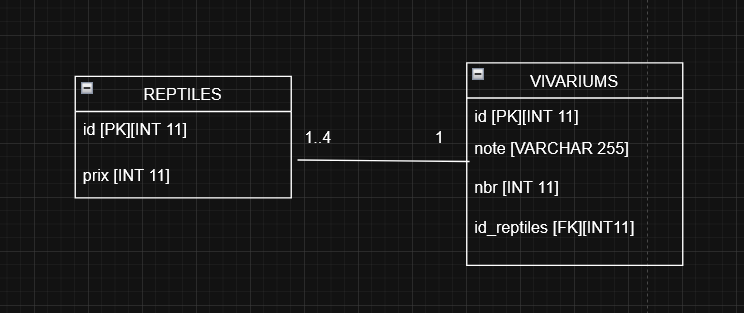 REPTILES
id [PK][INT 11]
prix [INT 11]
1..4
1
VIVARIUMS
id [PK][INT 11]
note [VARCHAR 255]
nbr [INT 11]
id_reptiles [FK][INT11]